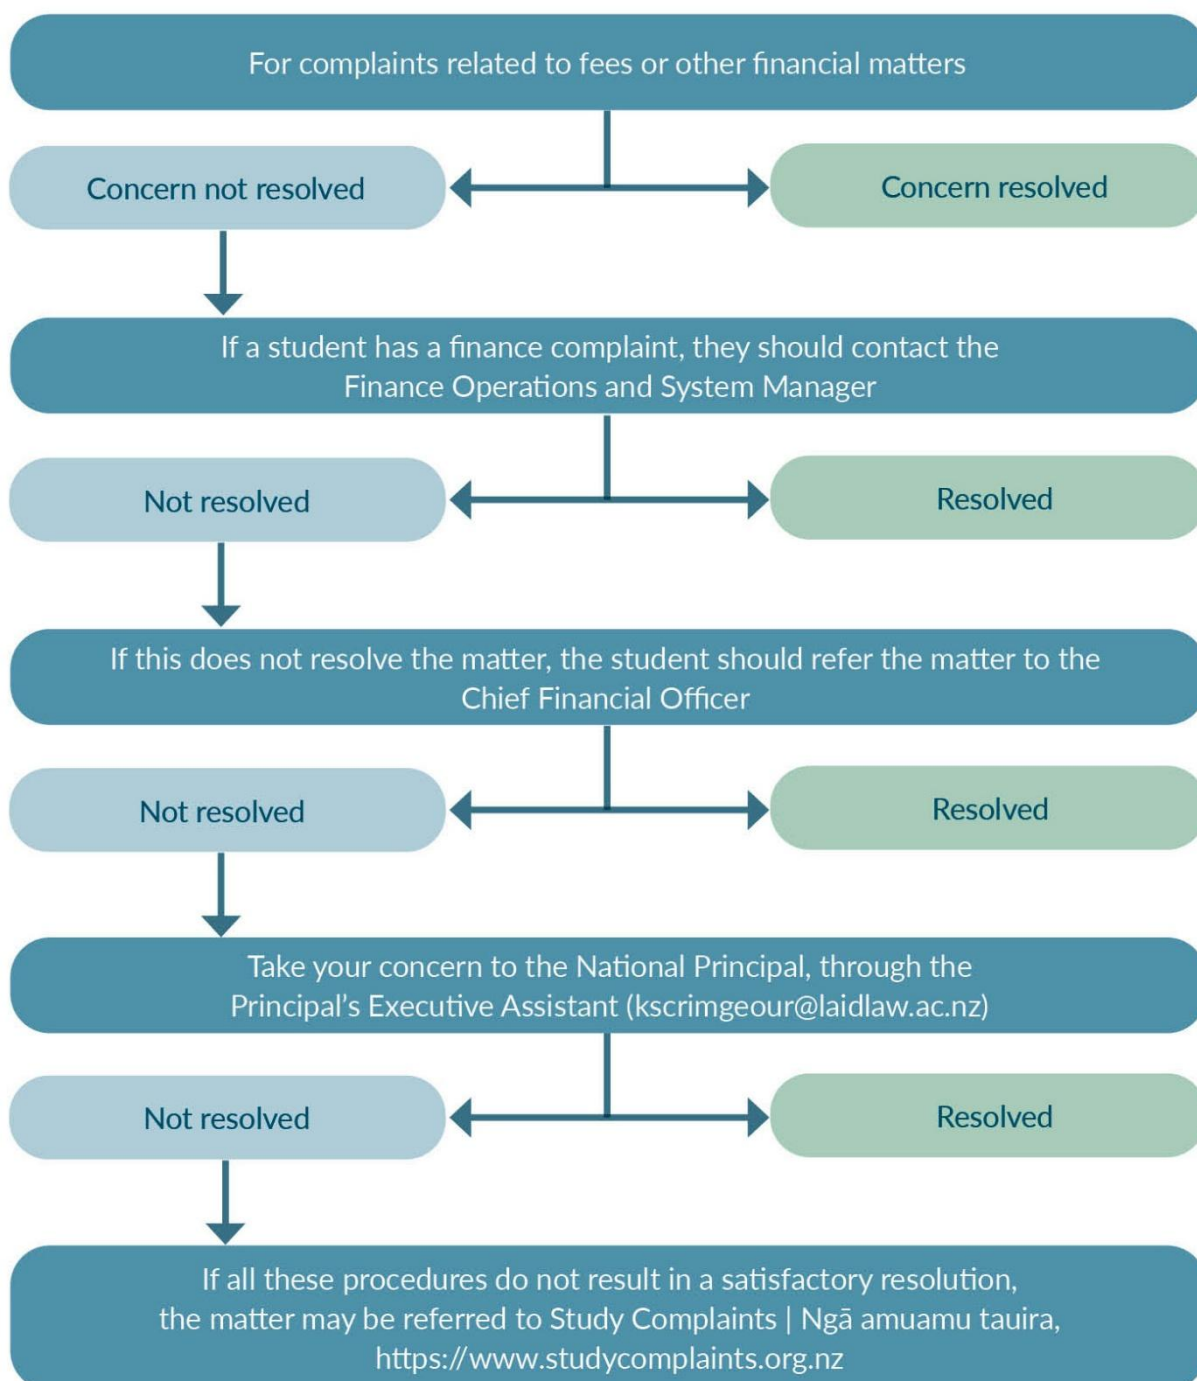 For complaints related to fees or other financial matters
Concern not resolved
Concern resolved
If a student has a finance complaint, they should contact the
Finance Operations and System Manager
Not resolved
Resolved
If this does not resolve the matter, the student should refer the matter to the
Chief Financial Officer
Not resolved
Resolved
Take your concern to the National Principal, through the
Principal’s Executive Assistant (kscrimgeour@laidlaw.ac.nz)
Not resolved
Resolved
If all these procedures do not result in a satisfactory resolution,
the matter may be referred to Study Complaints | Ngā amuamu tauira,
https://www.studycomplaints.org.nz